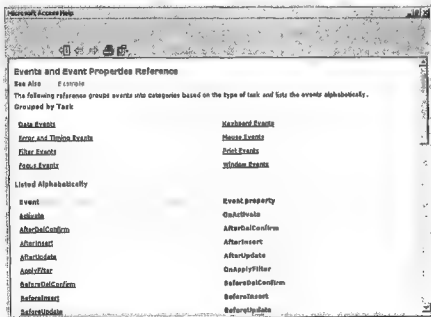 Microsoft Access Help
Events and Event Properties Reference
See Also Example
The following reference groups events into categories based on the type of task and lists the events alphabetically.
Grouped by Task
Data Events Keyboard Events
Error and Timing Events Mouse Events
Filter Events Print Events
Focus Events Window Events
Listed Alphabetically
Event Event property
Activate OnActivate
AfterDelConfirm AfterDelConfirm
AfterInsert AfterInsert
AfterUpdate AfterUpdate
ApplyFilter OnApplyFilter
BeforeDelConfirm BeforeDelConfirm
BeforeInsert BeforeInsert
BeforeUpdate BeforeUpdate